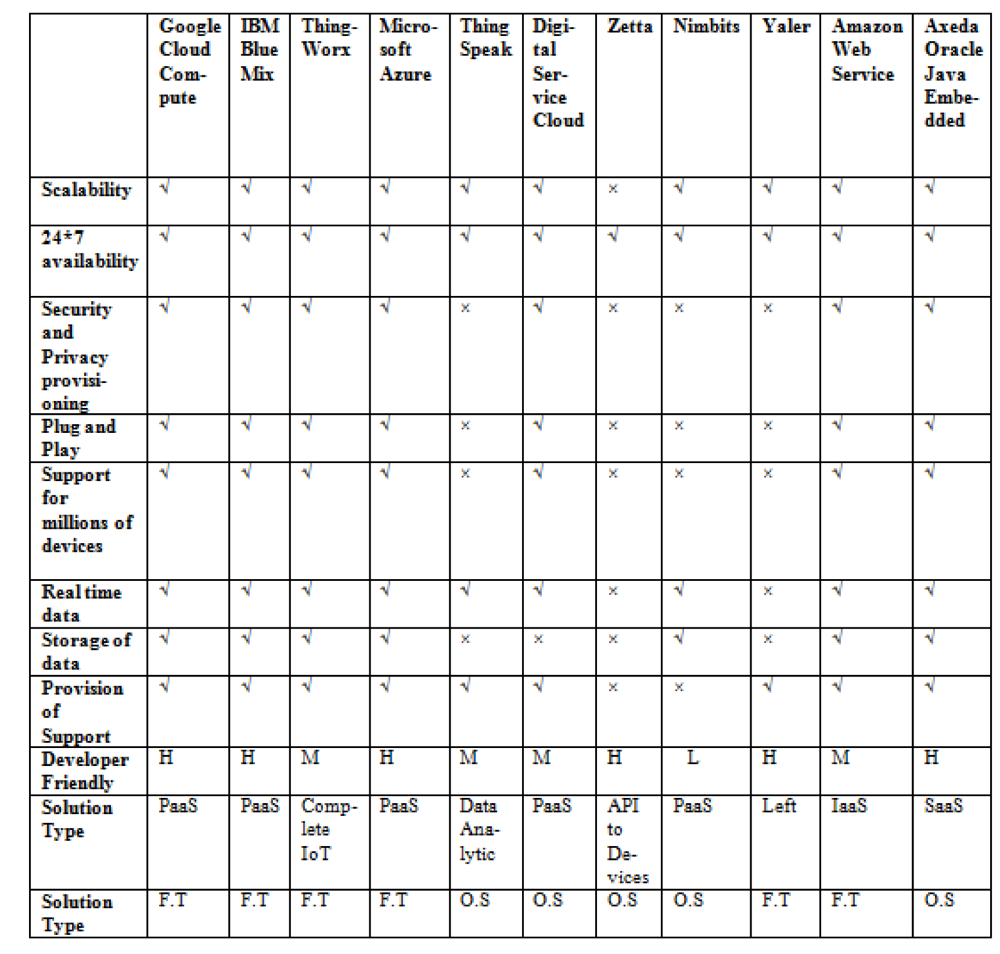 Google Cloud Com-pute | IBM Blue Mix | Thing-Worx | Micro-soft Azure | Thing Speak | Digi-tal Ser-vice Cloud | Zetta | Nimbits | Yaler | Amazon Web Service | Axeda Oracle Java Embe-dded
Scalability | √ | √ | √ | √ | √ | √ | × | √ | √ | √ | √
24*7 availability | √ | √ | √ | √ | √ | √ | √ | √ | √ | √ | √
Security and Privacy provisi-oning | √ | √ | √ | √ | × | √ | × | × | × | √ | √
Plug and Play | √ | √ | √ | √ | × | √ | × | × | × | √ | √
Support for millions of devices | √ | √ | √ | √ | × | √ | × | × | × | √ | √
Real time data | √ | √ | √ | √ | √ | √ | × | √ | × | √ | √
Storage of data | √ | √ | √ | √ | × | × | × | √ | × | √ | √
Provision of Support | √ | √ | √ | √ | √ | √ | × | × | √ | √ | √
Developer Friendly | H | H | M | H | M | M | H | L | H | M | H
Solution Type | PaaS | PaaS | Comp-lete IoT | PaaS | Data Ana-lytic | PaaS | API to De-vices | PaaS | Left | IaaS | SaaS
Solution Type | F.T | F.T | F.T | F.T | O.S | O.S | O.S | O.S | F.T | F.T | O.S